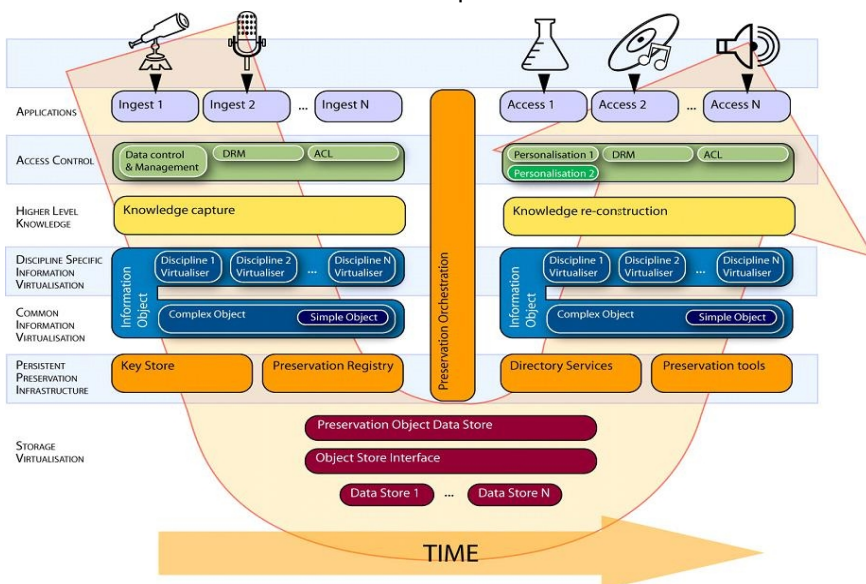 APPLICATIONS
Ingest 1
Ingest 2
...
Ingest N
Access 1
Access 2
...
Access N
ACCESS CONTROL
Data control
& Management
DRM
ACL
Personalisation 1
Personalisation 2
DRM
ACL
HIGHER LEVEL
KNOWLEDGE
Knowledge capture
Knowledge re-construction
DISCIPLINE SPECIFIC
INFORMATION
VIRTUALISATION
Information
Object
Discipline 1
Virtualiser
Discipline 2
Virtualiser
...
Discipline N
Virtualiser
Information
Object
Discipline 1
Virtualiser
Discipline 2
Virtualiser
...
Discipline N
Virtualiser
COMMON
INFORMATION
VIRTUALISATION
Complex Object
Simple Object
Complex Object
Simple Object
Preservation Orchestration
PERSISTENT
PRESERVATION
INFRASTRUCTURE
Key Store
Preservation Registry
Directory Services
Preservation tools
STORAGE
VIRTUALISATION
Preservation Object Data Store
Object Store Interface
Data Store 1
...
Data Store N
TIME